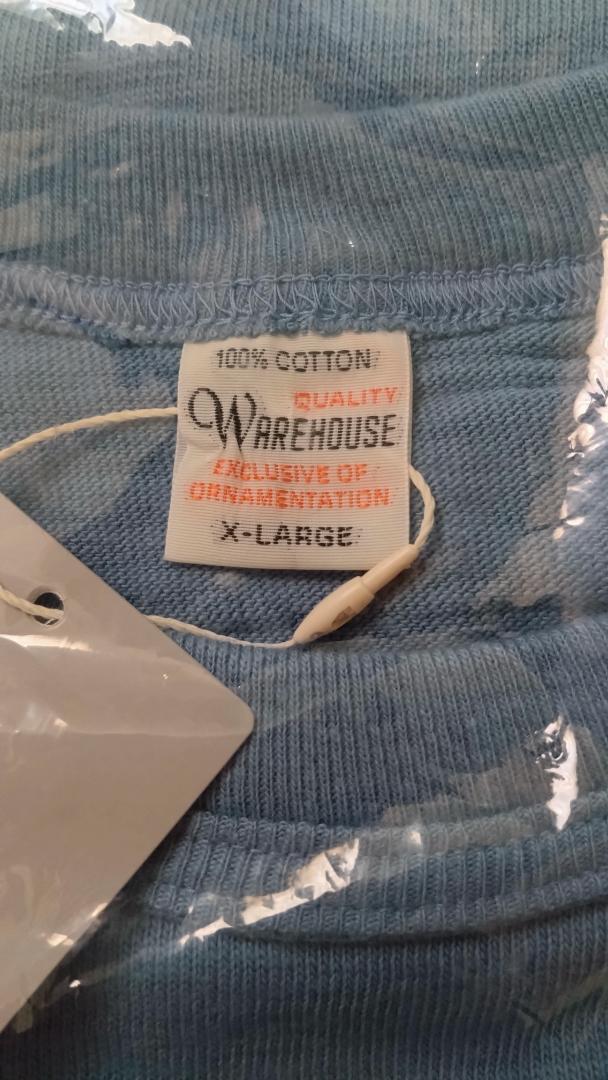 100% COTTON
QUALITY
WAREHOUSE
EXCLUSIVE OF
ORNAMENTATION
X-LARGE